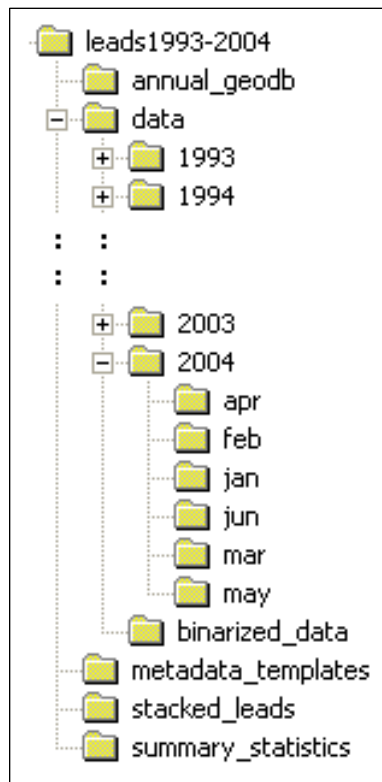 leads1993-2004
annual_geodb
data
1993
1994
: :
: :
2003
2004
apr
feb
jan
jun
mar
may
binarized_data
metadata_templates
stacked_leads
summary_statistics